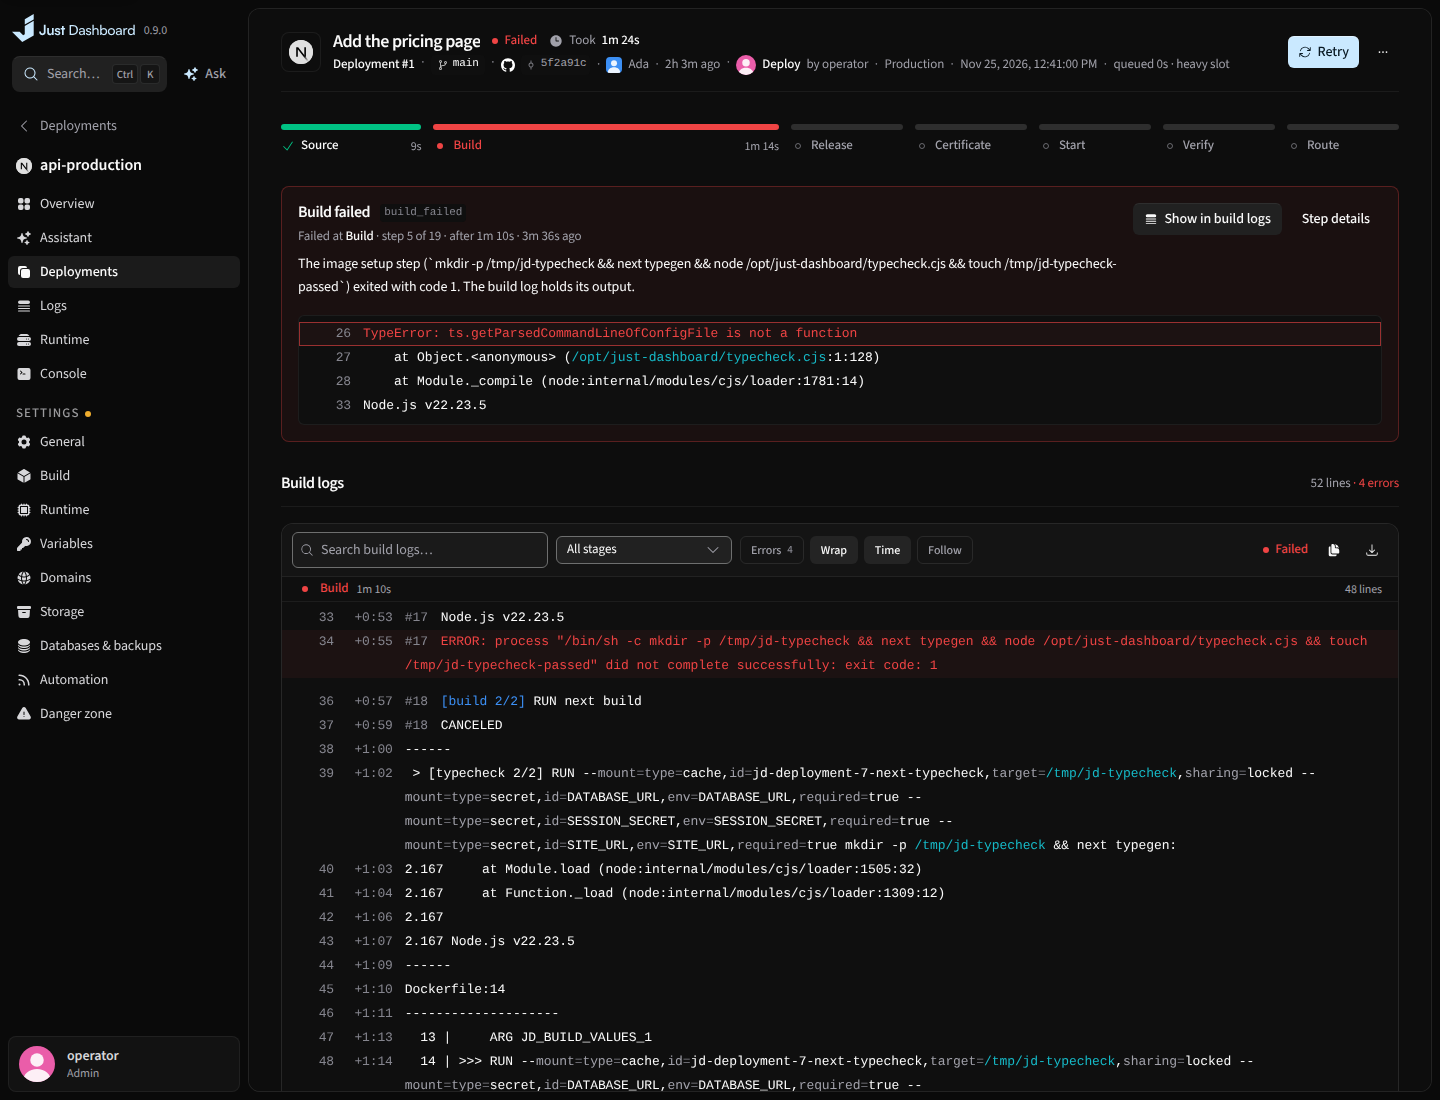 Just Dashboard 0.9.0
Search… Ctrl K Ask
Deployments
api-production
Overview
Assistant
Deployments
Logs
Runtime
Console
SETTINGS
General
Build
Runtime
Variables
Domains
Storage
Databases & backups
Automation
Danger zone
operator
Admin
N
Add the pricing page Failed Took 1m 24s
Deployment #1 · main · 5f2a91c · Ada · 2h 3m ago · Deploy by operator · Production · Nov 25, 2026, 12:41:00 PM · queued 0s · heavy slot
Retry
Source 9s
Build 1m 14s
Release
Certificate
Start
Verify
Route
Build failed build_failed
Failed at Build · step 5 of 19 · after 1m 10s · 3m 36s ago
Show in build logs Step details
The image setup step (`mkdir -p /tmp/jd-typecheck && next typegen && node /opt/just-dashboard/typecheck.cjs && touch /tmp/jd-typecheck-
passed`) exited with code 1. The build log holds its output.
26 TypeError: ts.getParsedCommandLineOfConfigFile is not a function
27 at Object.<anonymous> (/opt/just-dashboard/typecheck.cjs:1:128)
28 at Module._compile (node:internal/modules/cjs/loader:1781:14)
33 Node.js v22.23.5
Build logs 52 lines · 4 errors
Search build logs… All stages Errors 4 Wrap Time Follow Failed
Build 1m 10s 48 lines
33 +0:53 #17 Node.js v22.23.5
34 +0:55 #17 ERROR: process "/bin/sh -c mkdir -p /tmp/jd-typecheck && next typegen && node /opt/just-dashboard/typecheck.cjs && touch
/tmp/jd-typecheck-passed" did not complete successfully: exit code: 1
36 +0:57 #18 [build 2/2] RUN next build
37 +0:59 #18 CANCELED
38 +1:00 ------
39 +1:02 > [typecheck 2/2] RUN --mount=type=cache,id=jd-deployment-7-next-typecheck,target=/tmp/jd-typecheck,sharing=locked --
mount=type=secret,id=DATABASE_URL,env=DATABASE_URL,required=true --
mount=type=secret,id=SESSION_SECRET,env=SESSION_SECRET,required=true --
mount=type=secret,id=SITE_URL,env=SITE_URL,required=true mkdir -p /tmp/jd-typecheck && next typegen:
40 +1:03 2.167 at Module.load (node:internal/modules/cjs/loader:1505:32)
41 +1:04 2.167 at Function._load (node:internal/modules/cjs/loader:1309:12)
42 +1:06 2.167
43 +1:07 2.167 Node.js v22.23.5
44 +1:09 ------
45 +1:10 Dockerfile:14
46 +1:11 --------------------
47 +1:13 13 | ARG JD_BUILD_VALUES_1
48 +1:14 14 | >>> RUN --mount=type=cache,id=jd-deployment-7-next-typecheck,target=/tmp/jd-typecheck,sharing=locked --
mount=type=secret,id=DATABASE_URL,env=DATABASE_URL,required=true --